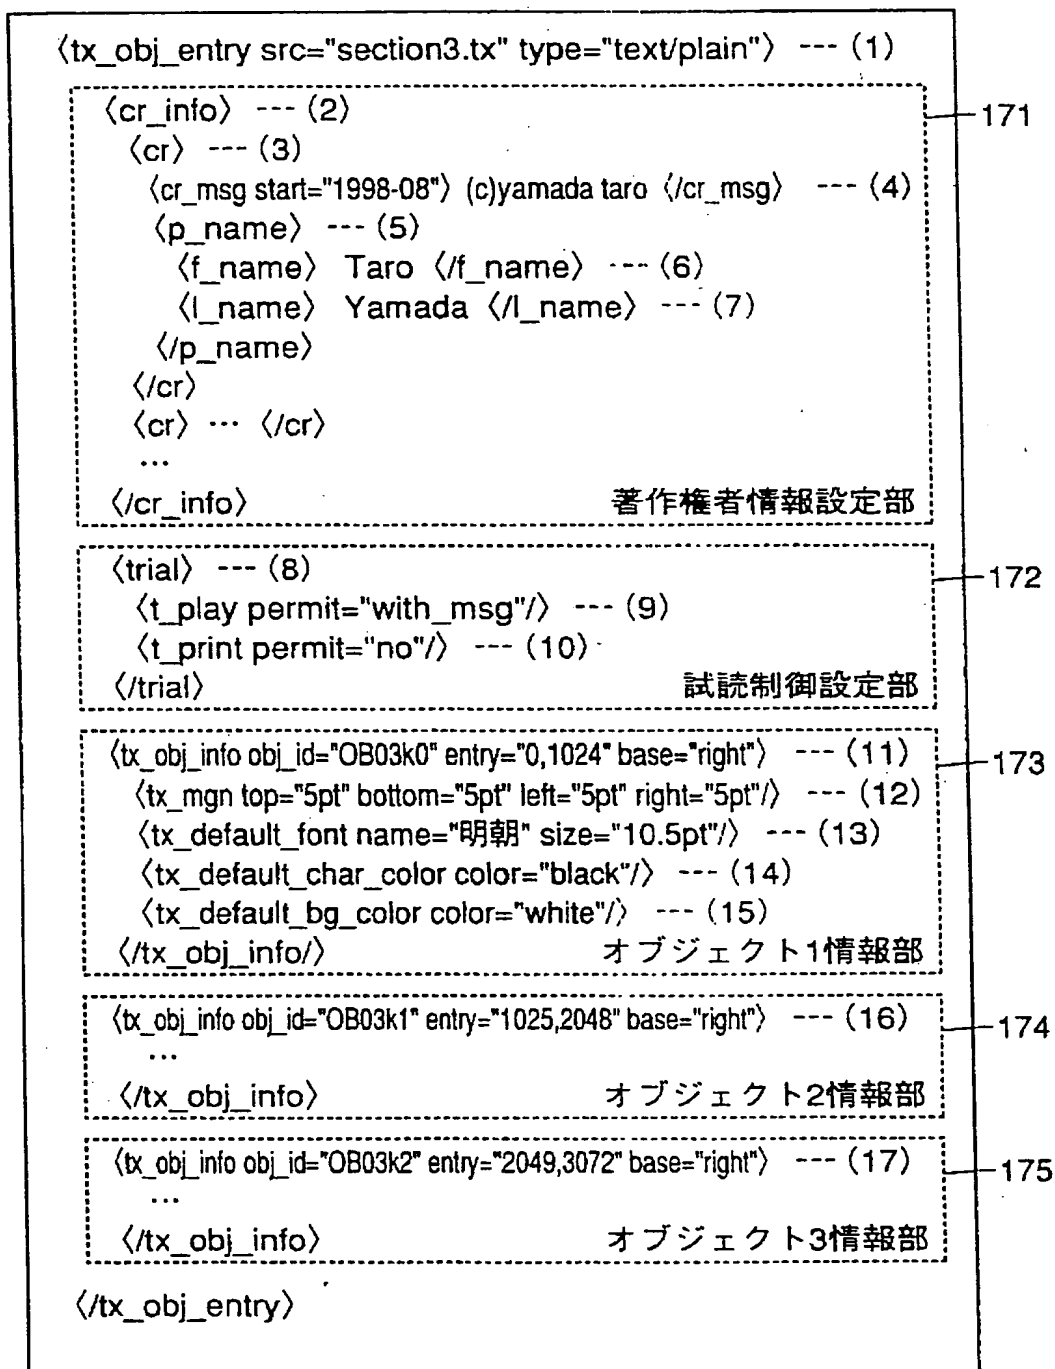 〈tx_obj_entry src="section3.tx" type="text/plain"〉 --- (1)
〈cr_info〉 --- (2)
171
〈cr〉 --- (3)
〈cr_msg start="1998-08"〉 (c)yamada taro 〈/cr_msg〉 --- (4)
〈p_name〉 --- (5)
〈f_name〉 Taro 〈/f_name〉 --- (6)
〈l_name〉 Yamada 〈/l_name〉 --- (7)
〈/p_name〉
〈/cr〉
〈cr〉 ··· 〈/cr〉
···
〈/cr_info〉 著作権者情報設定部
〈trial〉 --- (8)
172
〈t_play permit="with_msg"/〉 --- (9)
〈t_print permit="no"/〉 --- (10)
〈/trial〉 試読制御設定部
〈tx_obj_info obj_id="OB03k0" entry="0,1024" base="right"〉 --- (11)
173
〈tx_mgn top="5pt" bottom="5pt" left="5pt" right="5pt"/〉 --- (12)
〈tx_default_font name="明朝" size="10.5pt"/〉 --- (13)
〈tx_default_char_color color="black"/〉 --- (14)
〈tx_default_bg_color color="white"/〉 --- (15)
〈/tx_obj_info/〉 オブジェクト1情報部
〈tx_obj_info obj_id="OB03k1" entry="1025,2048" base="right"〉 --- (16)
174
···
〈/tx_obj_info〉 オブジェクト2情報部
〈tx_obj_info obj_id="OB03k2" entry="2049,3072" base="right"〉 --- (17)
175
···
〈/tx_obj_info〉 オブジェクト3情報部
〈/tx_obj_entry〉